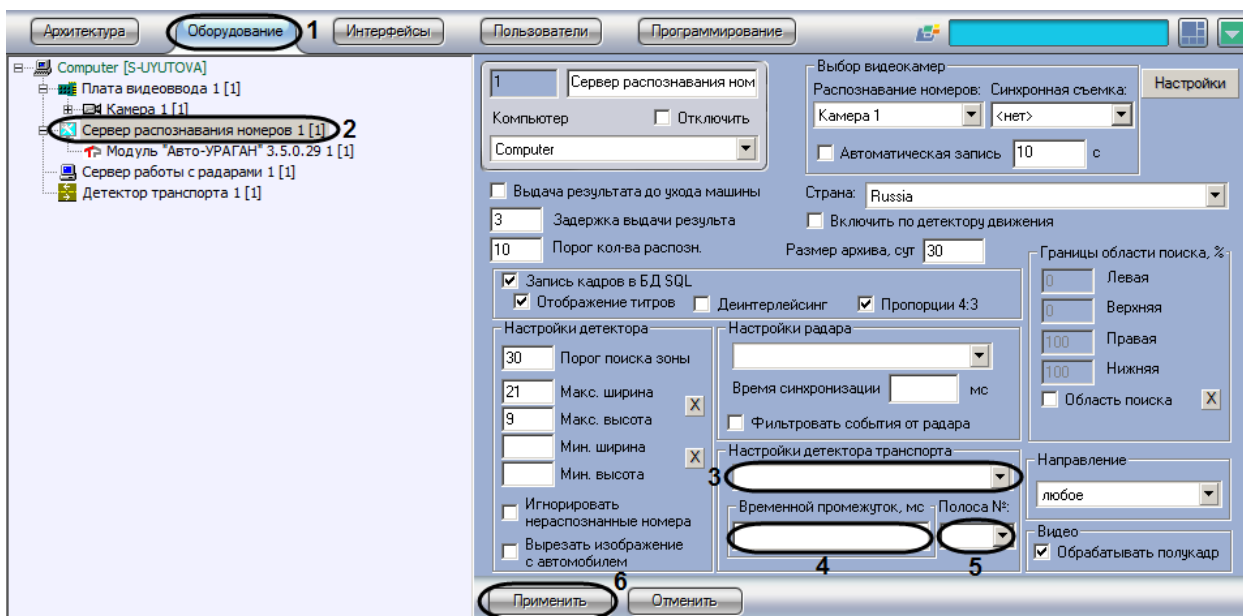 Архитектура
Оборудование
1
Интерфейсы
Пользователи
Программирование
Computer [S-UYUTOVA]
Плата видеоввода 1 [1]
Камера 1 [1]
Сервер распознавания номеров 1 [1]
2
Модуль "Авто-УРАГАН" 3.5.0.29 1 [1]
Сервер работы с радарами 1 [1]
Детектор транспорта 1 [1]
1
Сервер распознавания ном
Компьютер
Отключить
Computer
Выбор видеокамер
Распознавание номеров:
Синхронная съемка:
Камера 1
<нет>
Автоматическая запись
10
с
Настройки
Выдача результата до ухода машины
3
Задержка выдачи результа
10
Порог кол-ва распозн.
Страна:
Russia
Включить по детектору движения
Размер архива, сут
30
Запись кадров в БД SQL
Отображение титров
Деинтерлейсинг
Пропорции 4:3
Границы области поиска, %
0
Левая
0
Верхняя
100
Правая
100
Нижняя
Область поиска
X
Настройки детектора
30
Порог поиска зоны
21
Макс. ширина
X
9
Макс. высота
Мин. ширина
X
Мин. высота
Игнорировать
нераспознанные номера
Вырезать изображение
с автомобилем
Настройки радара
Время синхронизации
мс
Фильтровать события от радара
Настройки детектора транспорта
3
Временной промежуток, мс
Полоса №:
4
5
Направление
любое
Видео
Обрабатывать полукадр
6
Применить
Отменить